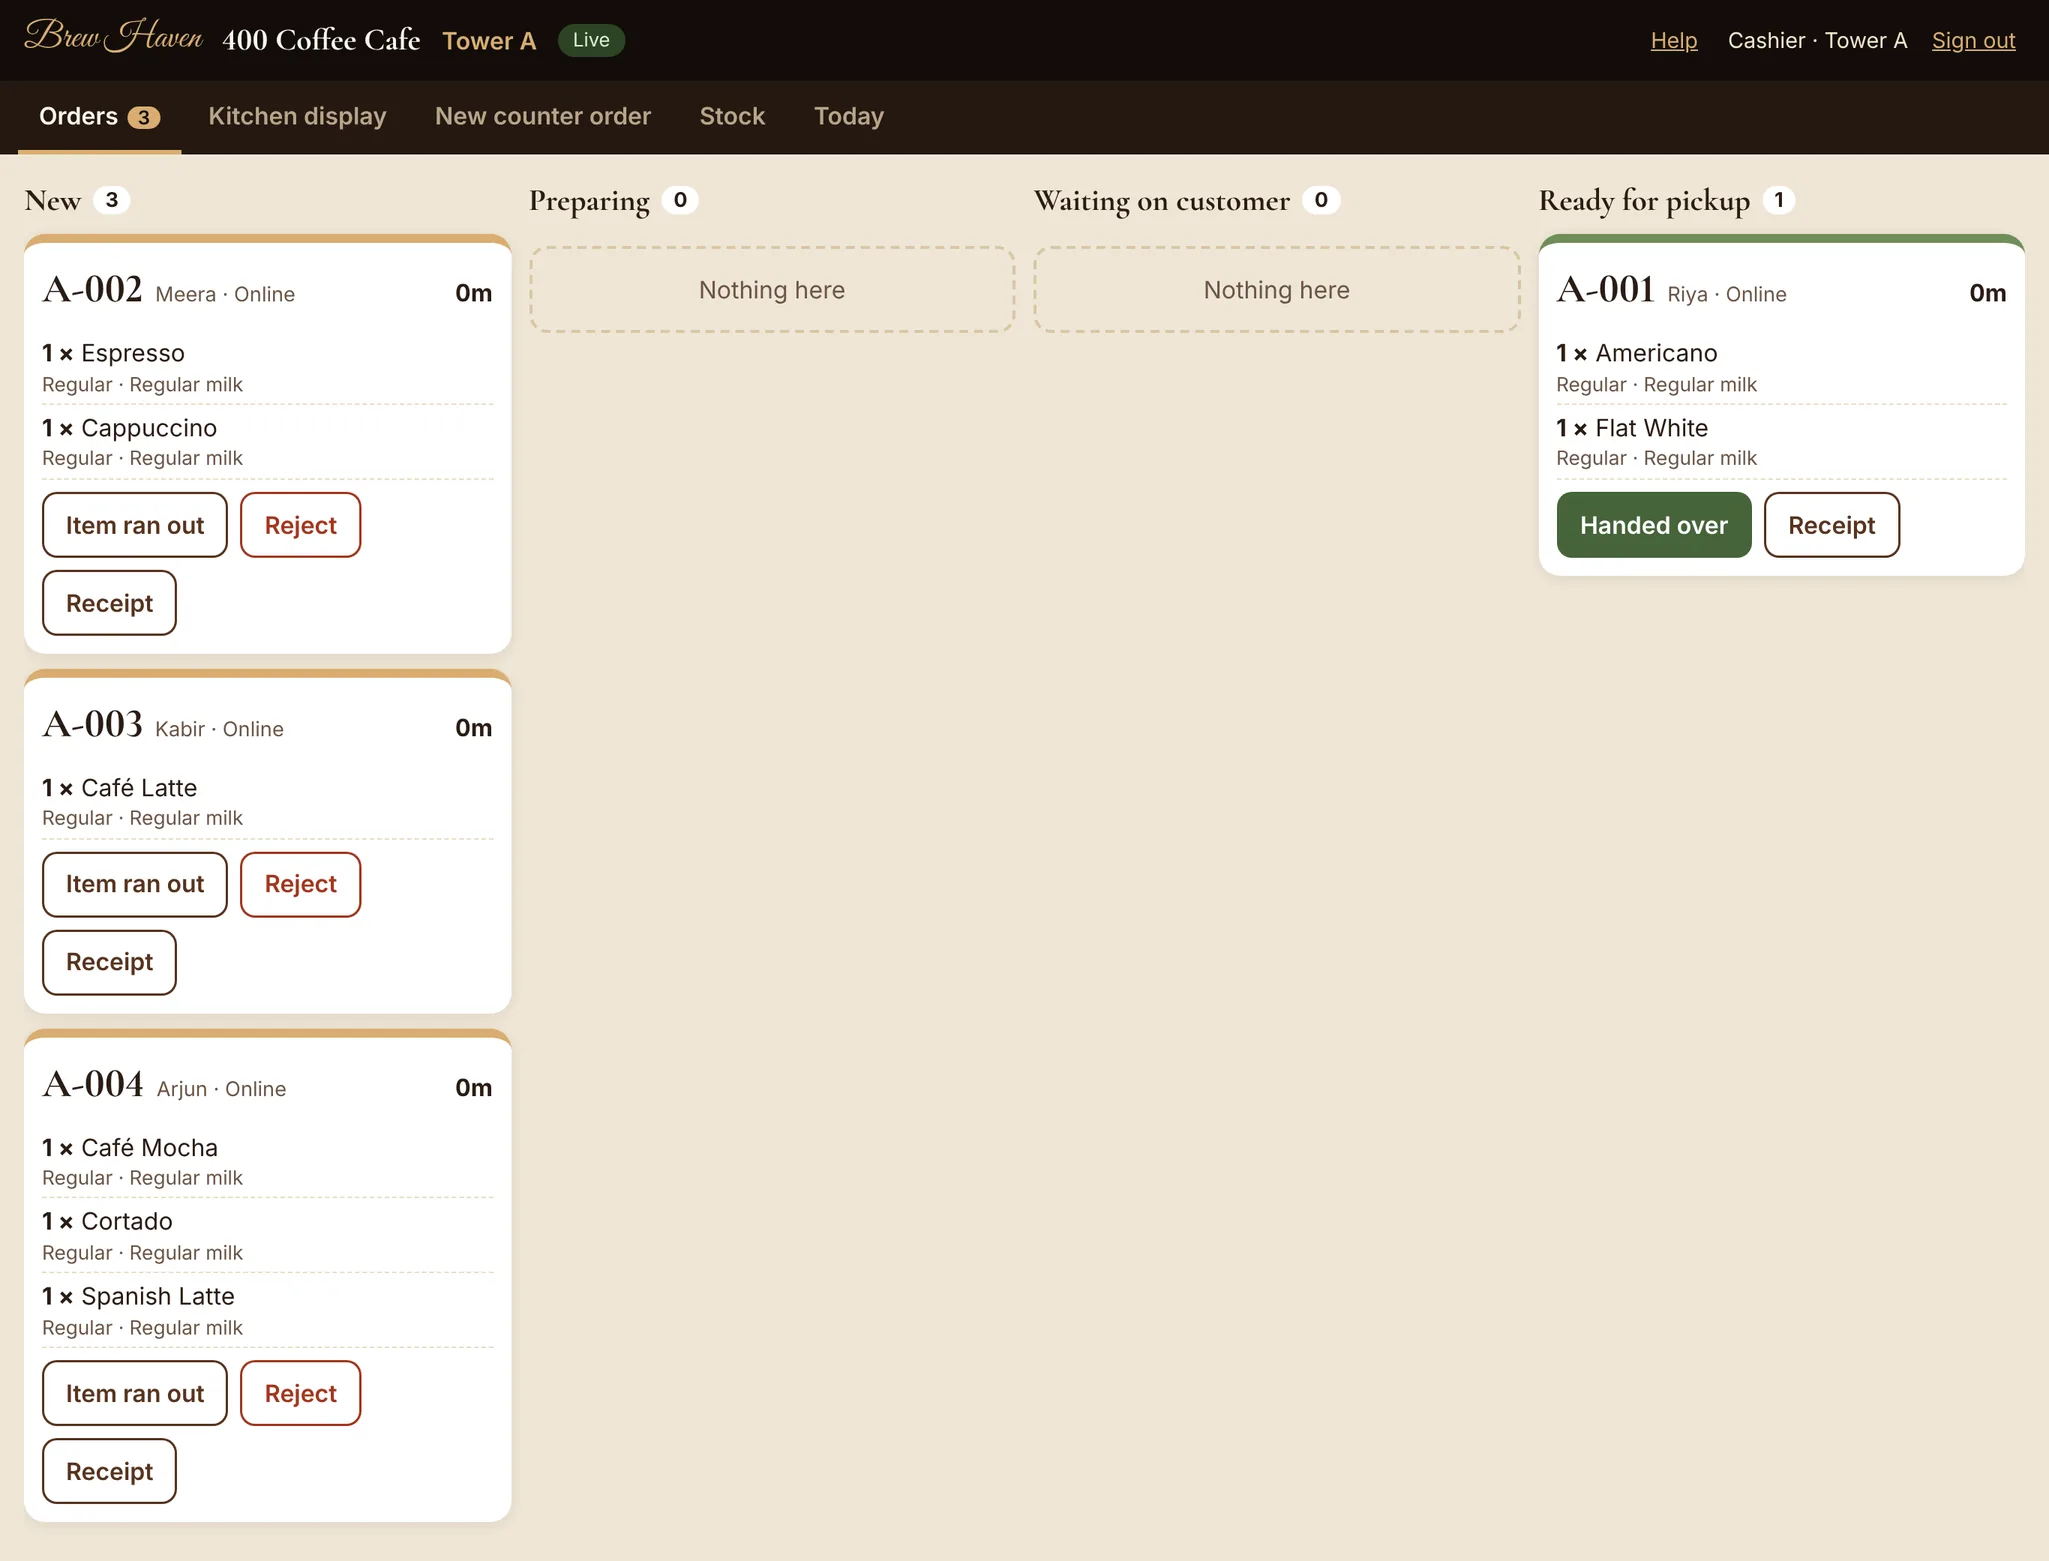 Brew Haven 400 Coffee Cafe Tower A Live Help Cashier · Tower A Sign out
Orders 3 Kitchen display New counter order Stock Today
New 3
A-002 Meera · Online 0m
1 × Espresso
Regular · Regular milk
1 × Cappuccino
Regular · Regular milk
Item ran out Reject
Receipt
A-003 Kabir · Online 0m
1 × Café Latte
Regular · Regular milk
Item ran out Reject
Receipt
A-004 Arjun · Online 0m
1 × Café Mocha
Regular · Regular milk
1 × Cortado
Regular · Regular milk
1 × Spanish Latte
Regular · Regular milk
Item ran out Reject
Receipt
Preparing 0
Nothing here
Waiting on customer 0
Nothing here
Ready for pickup 1
A-001 Riya · Online 0m
1 × Americano
Regular · Regular milk
1 × Flat White
Regular · Regular milk
Handed over Receipt